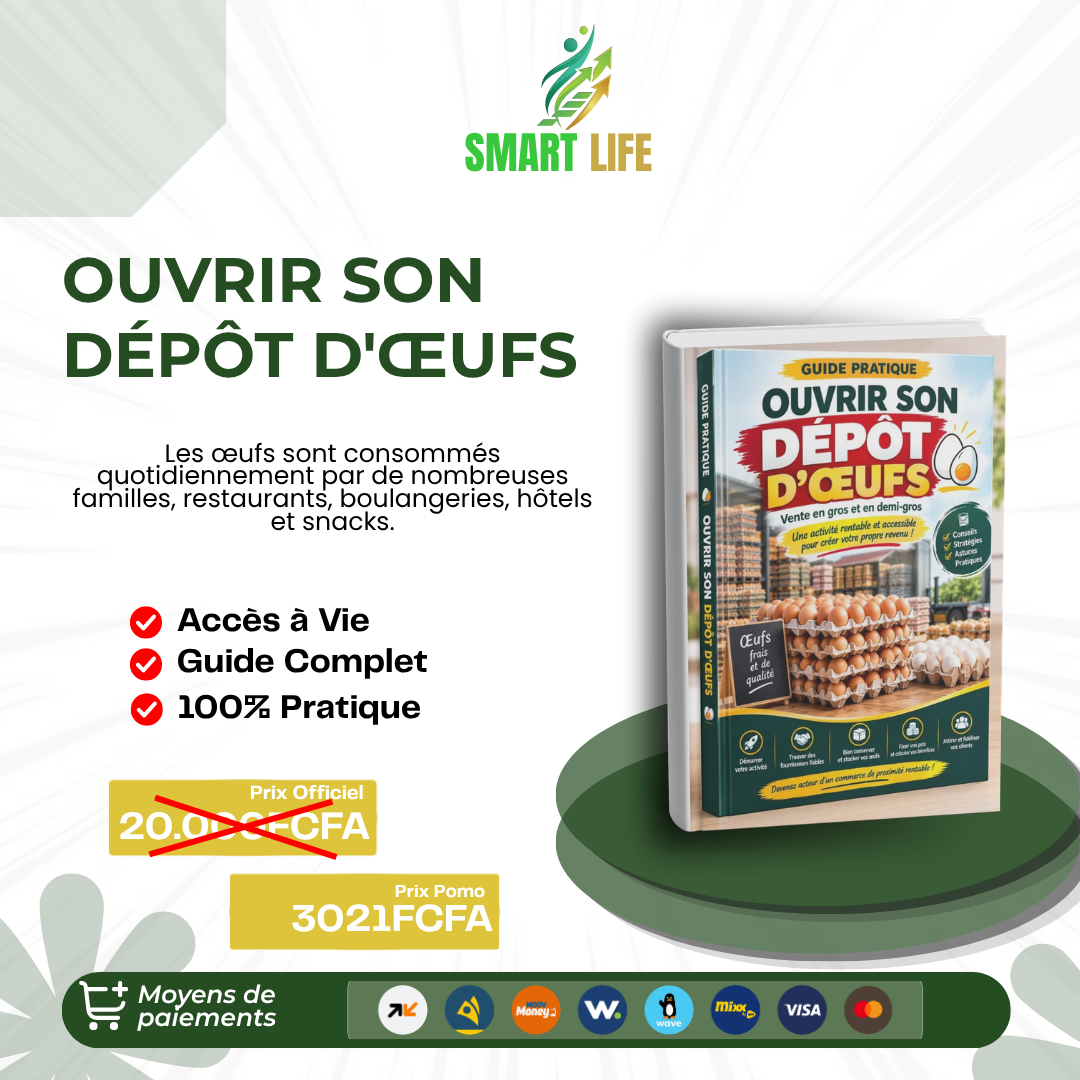 SMART LIFE
OUVRIR SON
DÉPÔT D'ŒUFS
Les œufs sont consommés
quotidiennement par de nombreuses
familles, restaurants, boulangeries, hôtels
et snacks.
Accès à Vie
Guide Complet
100% Pratique
Prix Officiel
20.000FCFA
Prix Pomo
3021FCFA
GUIDE PRATIQUE
OUVRIR SON DÉPÔT D'ŒUFS
GUIDE PRATIQUE
OUVRIR SON
DÉPÔT
D'ŒUFS
Vente en gros et en demi-gros
Une activité rentable et accessible
pour créer votre propre revenu !
Conseils
Stratégies
Astuces
Pratiques
Œufs
frais
et de
qualité
Démarrer
votre activité
Trouver des
fournisseurs fiables
Bien conserver
et stocker vos œufs
Fixer vos prix
et calculer vos bénéfices
Attirer et fidéliser
vos clients
Devenez acteur d'un commerce de proximité rentable !
Moyens de
paiements
MOOV
Money
W.
wave
mixx
VISA